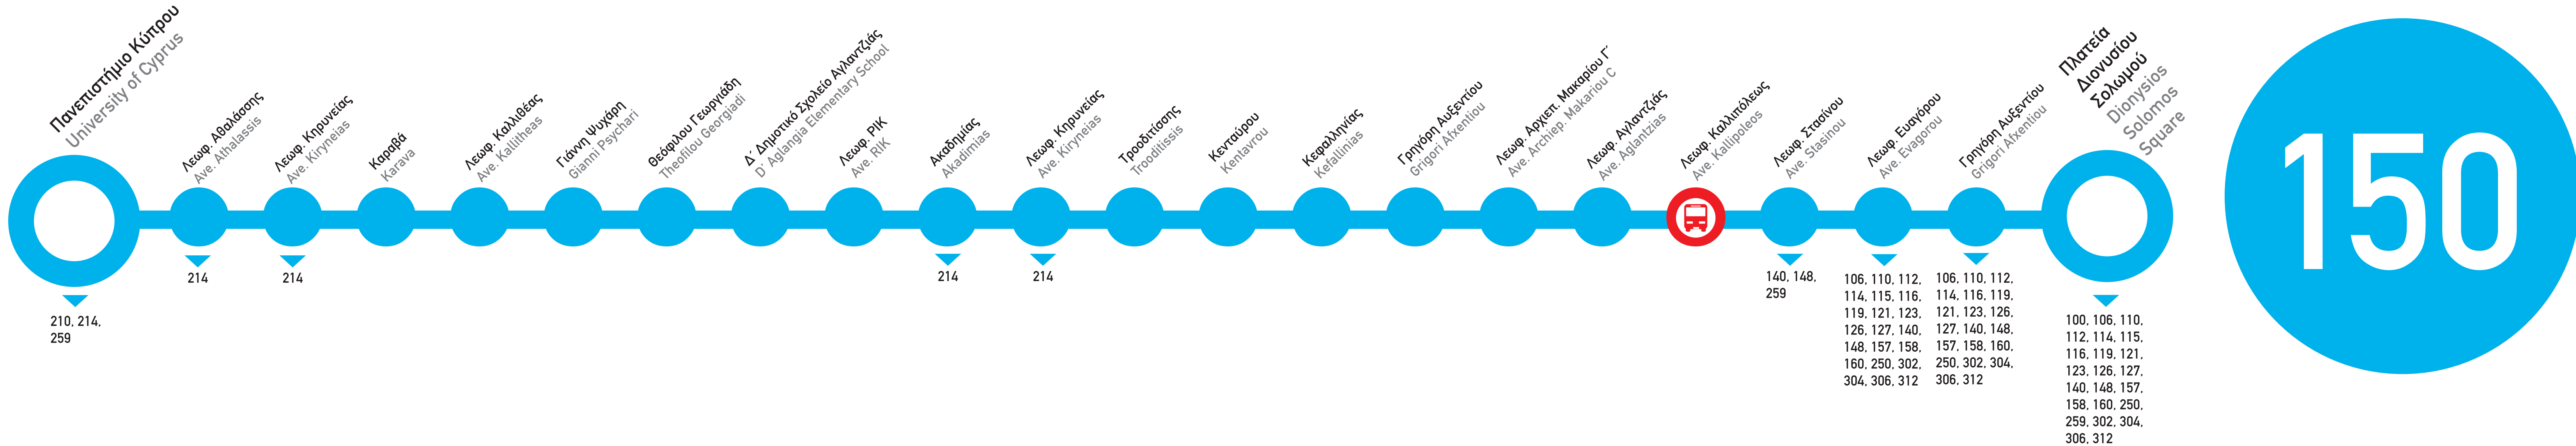 Πανεπιστήμιο Κύπρου
University of Cyprus
210, 214,
259
Λεωφ. Αθαλάσσης
Ave. Athalassis
214
Λεωφ. Κηρυνείας
Ave. Kiryneias
214
Καραβά
Karava
Λεωφ. Καλλιθέας
Ave. Kallitheas
Γιάννη Ψυχάρη
Gianni Psychari
Θεόφιλου Γεωργιάδη
Theofilou Georgiadi
Δ΄ Δημοτικό Σχολείο Αγλαντζιάς
D΄ Aglangia Elementary School
Λεωφ. ΡΙΚ
Ave. RIK
Ακαδημίας
Akadimias
214
Λεωφ. Κηρυνείας
Ave. Kiryneias
214
Τροοδιτίσσης
Trooditissis
Κενταύρου
Kentavrou
Κεφαλληνίας
Kefallinias
Γρηγόρη Αυξεντίου
Grigori Afxentiou
Λεωφ. Αρχιεπ. Μακαρίου Γ΄
Ave. Archiep. Makariou C
Λεωφ. Αγλαντζιάς
Ave. Aglantzias
Λεωφ. Καλλιπόλεως
Ave. Kallipoleos
Λεωφ. Στασίνου
Ave. Stasinou
140, 148,
259
Λεωφ. Ευαγόρου
Ave. Evagorou
106, 110, 112,
114, 115, 116,
119, 121, 123,
126, 127, 140,
148, 157, 158,
160, 250, 302,
304, 306, 312
Γρηγόρη Αυξεντίου
Grigori Afxentiou
106, 110, 112,
114, 116, 119,
121, 123, 126,
127, 140, 148,
157, 158, 160,
250, 302, 304,
306, 312
Πλατεία
Διονυσίου
Σολωμού
Dionysios
Solomos
Square
100, 106, 110,
112, 114, 115,
116, 119, 121,
123, 126, 127,
140, 148, 157,
158, 160, 250,
259, 302, 304,
306, 312
150